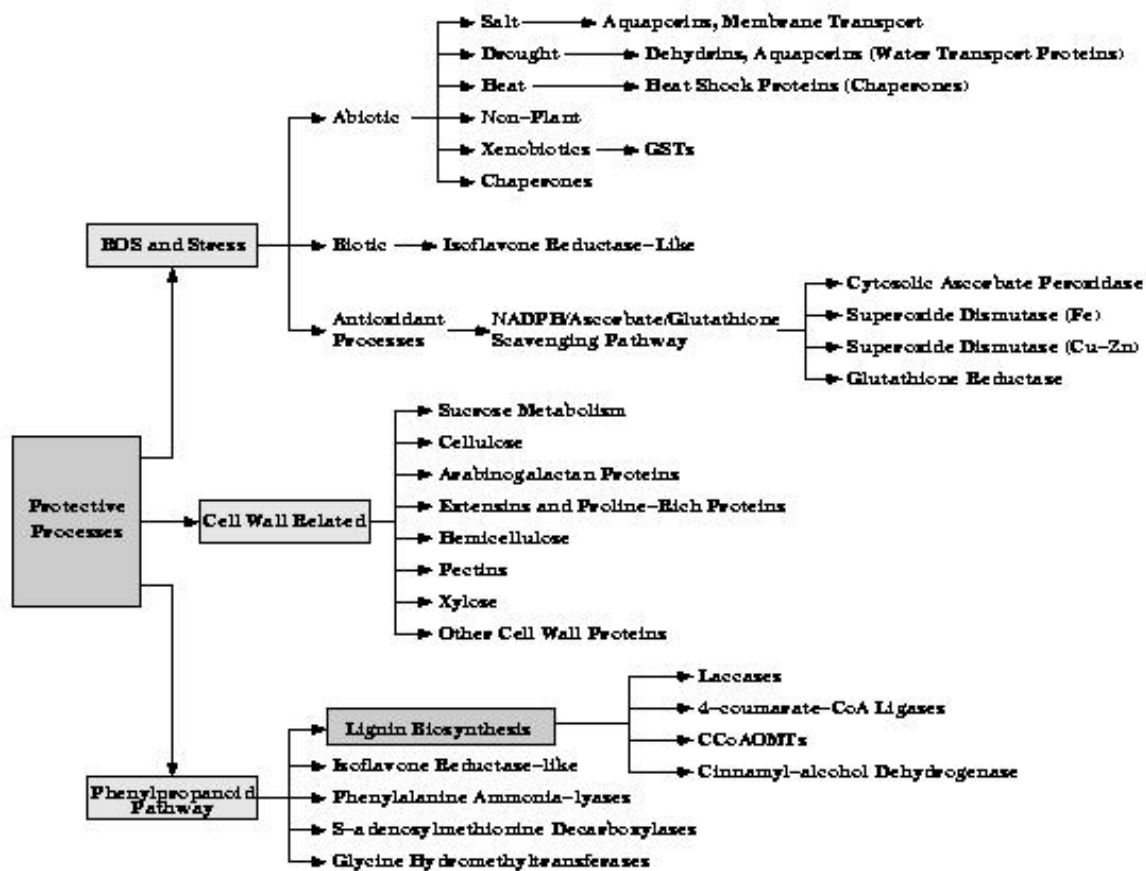 Salt
Aquaporins, Membrane Transport
Drought
Dehydrins, Aquaporins (Water Transport Proteins)
Heat
Heat Shock Proteins (Chaperones)
Abiotic
Non-Plant
Xenobiotics
GSTs
Chaperones
ROS and Stress
Biotic
Isoflavone Reductase-Like
Antioxidant
Processes
NADPH/Ascorbate/Glutathione
Scavenging Pathway
Cytosolic Ascorbate Peroxidase
Superoxide Dismutase (Fe)
Superoxide Dismutase (Cu-Zn)
Glutathione Reductase
Protective
Processes
Cell Wall Related
Sucrose Metabolism
Cellulose
Arabinogalactan Proteins
Extensins and Proline-Rich Proteins
Hemicellulose
Pectins
Xylose
Other Cell Wall Proteins
Phenylpropanoid
Pathway
Lignin Biosynthesis
Laccases
4-coumarate-CoA Ligases
CCoAOMTs
Cinnamyl-alcohol Dehydrogenase
Isoflavone Reductase-like
Phenylalanine Ammonia-lyases
S-adenosylmethionine Decarboxylases
Glycine Hydromethyltransferases